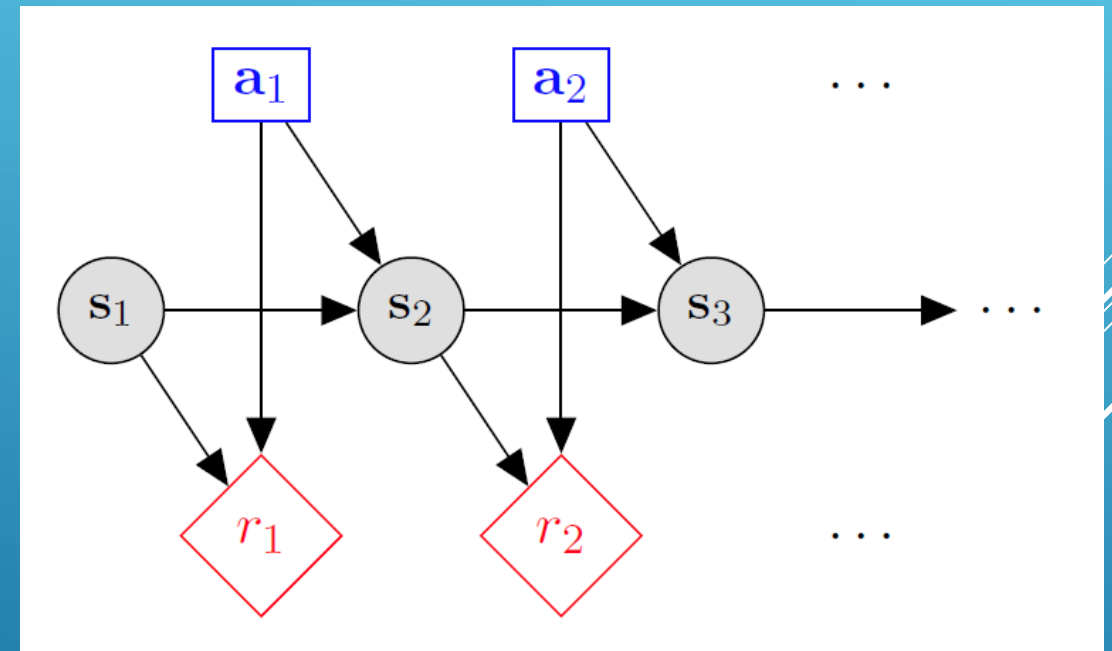 a₁ a₂ ...
s₁ s₂ s₃ ...
r₁ r₂ ...